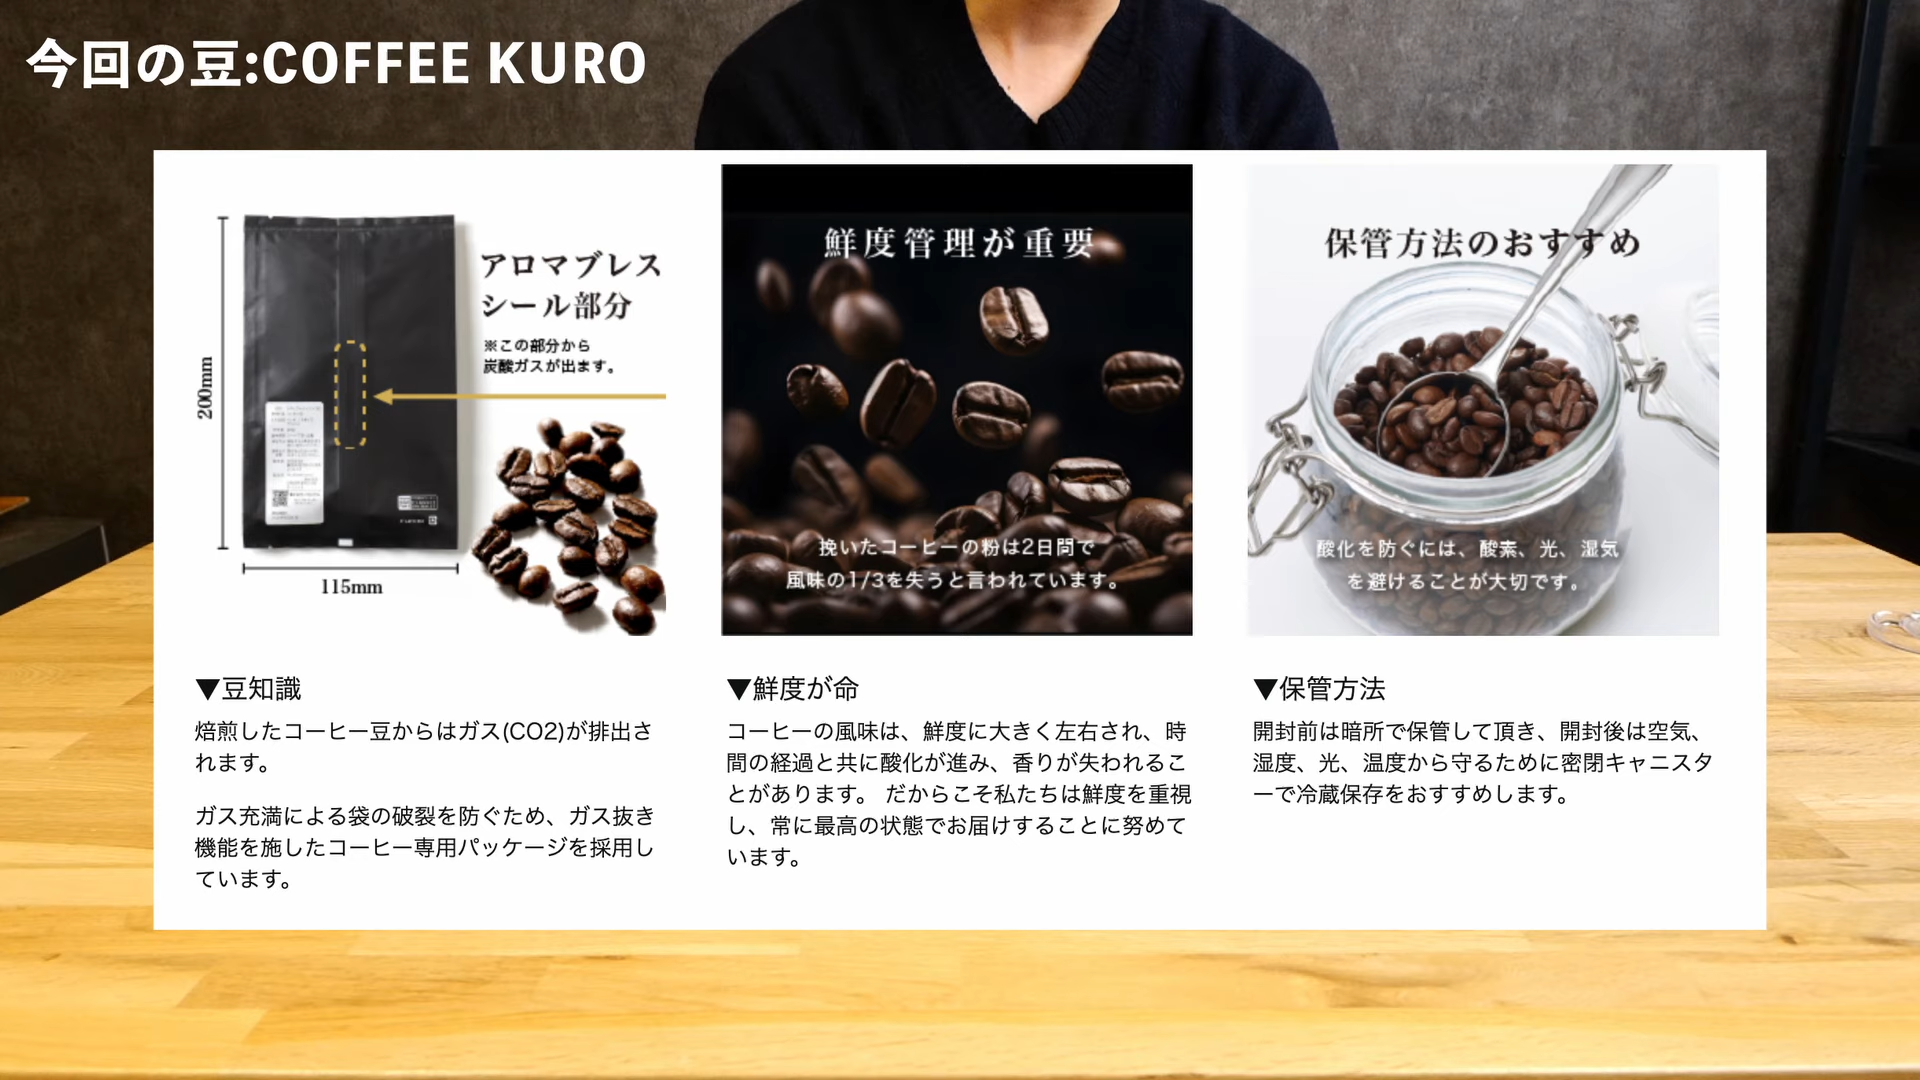 今回の豆:COFFEE KURO
200mm
115mm
アロマブレス
シール部分
※この部分から
炭酸ガスが出ます。
鮮度管理が重要
挽いたコーヒーの粉は2日間で
風味の1/3を失うと言われています。
保管方法のおすすめ
酸化を防ぐには、酸素、光、湿気
を避けることが大切です。
▼豆知識
焙煎したコーヒー豆からはガス(CO2)が排出さ
れます。
ガス充満による袋の破裂を防ぐため、ガス抜き
機能を施したコーヒー専用パッケージを採用し
ています。
▼鮮度が命
コーヒーの風味は、鮮度に大きく左右され、時
間の経過と共に酸化が進み、香りが失われるこ
とがあります。 だからこそ私たちは鮮度を重視
し、常に最高の状態でお届けすることに努めて
います。
▼保管方法
開封前は暗所で保管して頂き、開封後は空気、
湿度、光、温度から守るために密閉キャニスタ
ーで冷蔵保存をおすすめします。